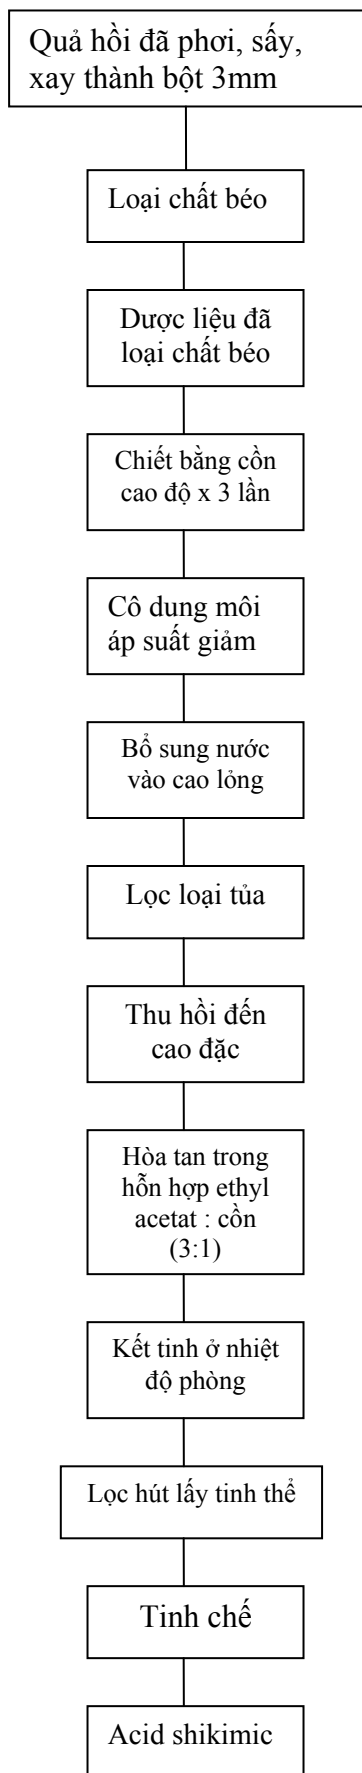 Quả hồi đã phơi, sấy,
xay thành bột 3mm
Loại chất béo
Dược liệu đã
loại chất béo
Chiết bằng cồn
cao độ x 3 lần
Cô dung môi
áp suất giảm
Bổ sung nước
vào cao lỏng
Lọc loại tủa
Thu hồi đến
cao đặc
Hòa tan trong
hỗn hợp ethyl
acetat : cồn
(3:1)
Kết tinh ở nhiệt
độ phòng
Lọc hút lấy tinh thể
Tinh chế
Acid shikimic